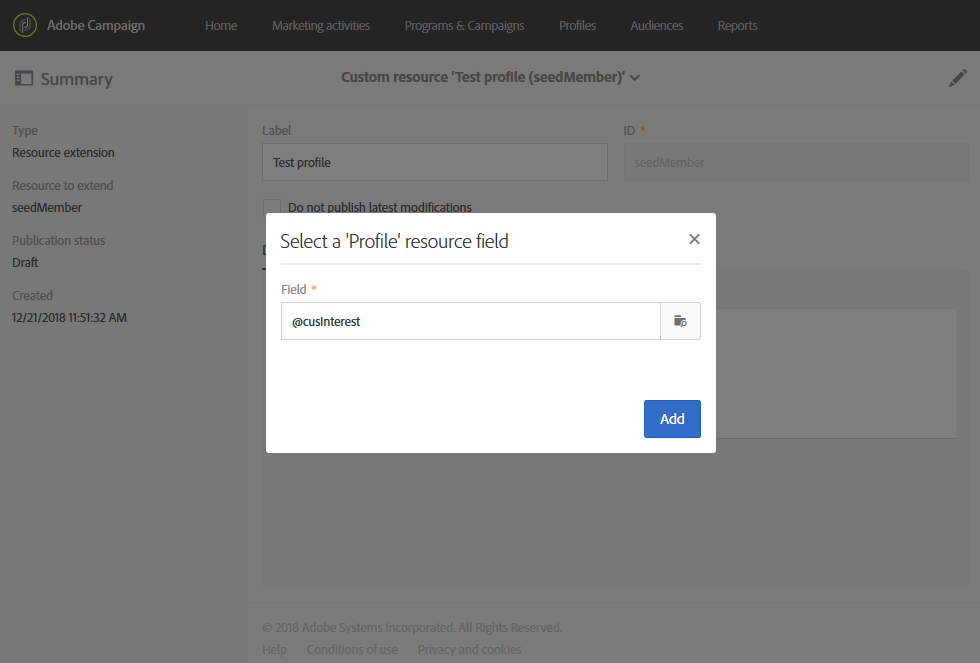 Adobe Campaign Home Marketing activities Programs & Campaigns Profiles Audiences Reports
Summary Custom resource 'Test profile (seedMember)'
Type
Resource extension
Resource to extend
seedMember
Publication status
Draft
Created
12/21/2018 11:51:32 AM
Label
Test profile
ID *
seedMember
Do not publish latest modifications
Select a 'Profile' resource field
Field *
@cusInterest
Add
© 2018 Adobe Systems Incorporated. All Rights Reserved.
Help Conditions of use Privacy and cookies